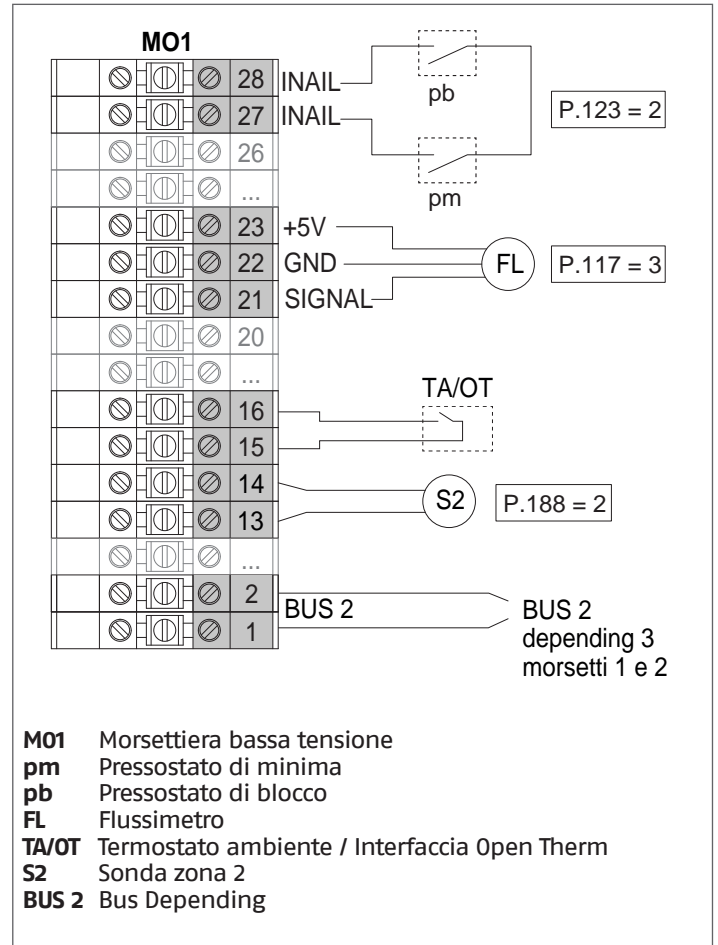 MO1
28 INAIL
pb
27 INAIL
P.123 = 2
26
pm
...
23 +5V
22 GND
FL
P.117 = 3
21 SIGNAL
20
...
TA/OT
16
15
14
S2
P.188 = 2
13
...
2
BUS 2
BUS 2
1
depending 3
morsetti 1 e 2
MO1 Morsettiera bassa tensione
pm Pressostato di minima
pb Pressostato di blocco
FL Flussimetro
TA/OT Termostato ambiente / Interfaccia Open Therm
S2 Sonda zona 2
BUS 2 Bus Depending